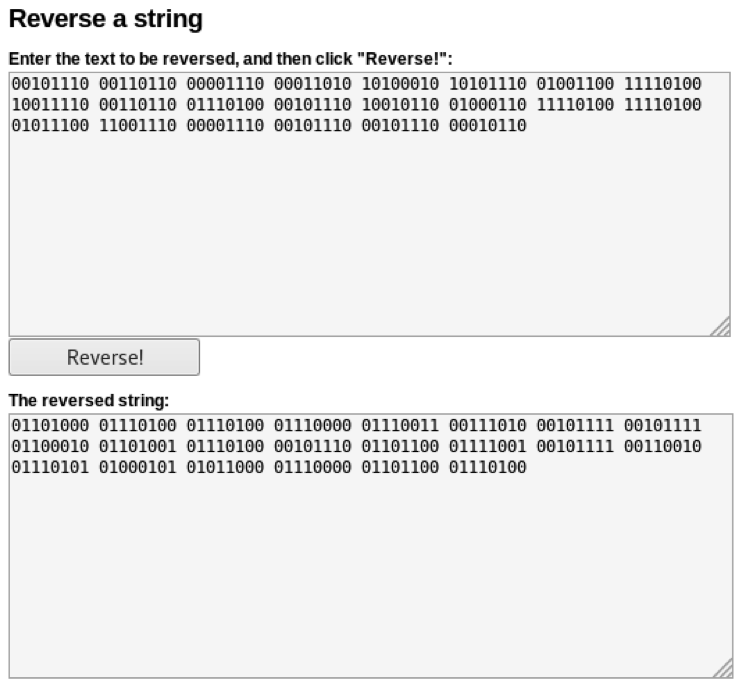 Reverse a string
Enter the text to be reversed, and then click "Reverse!":
00101110 00110110 00001110 00011010 10100010 10101110 01001100 11110100
10011110 00110110 01110100 00101110 10010110 01000110 11110100 11110100
01011100 11001110 00001110 00101110 00101110 00010110
Reverse!
The reversed string:
01101000 01110100 01110100 01110000 01110011 00111010 00101111 00101111
01100010 01101001 01110100 00101110 01101100 01111001 00101111 00110010
01110101 01000101 01011000 01110000 01101100 01110100